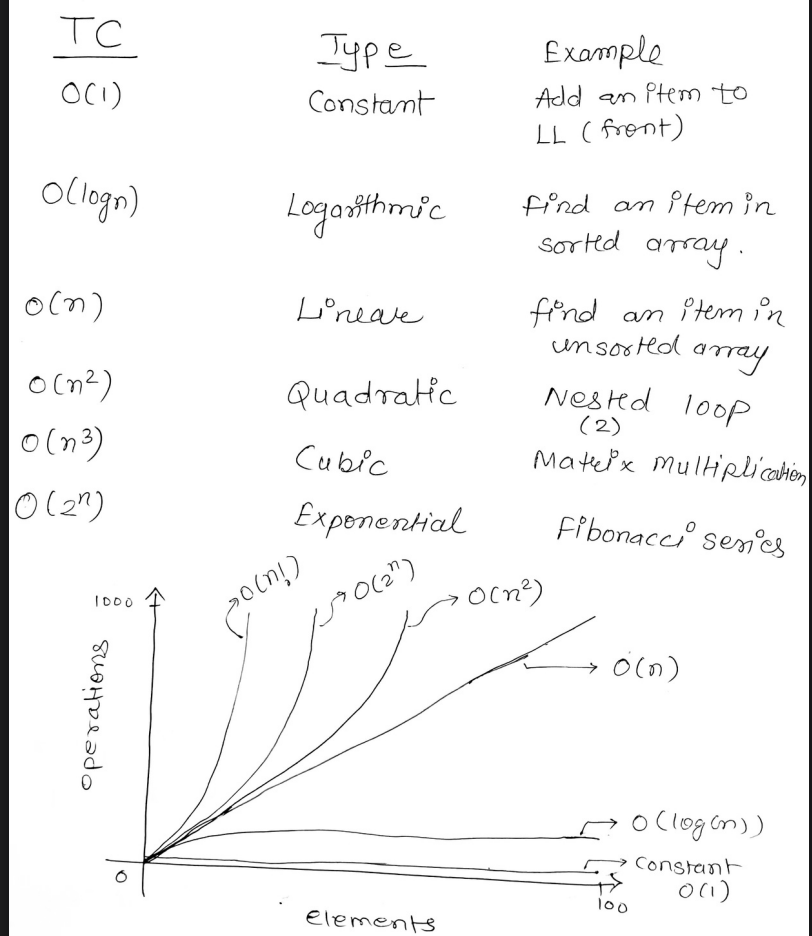 TC Type Example
O(1) Constant Add an item to
LL (front)
O(logn) Logarithmic find an item in
sorted array.
O(n) Linear find an item in
unsorted array
O(n²) Quadratic Nested loop
(2)
O(n³) Cubic Matrix multiplication
O(2ⁿ) Exponential Fibonacci series
1000 O(n!) O(2ⁿ) O(n²)
operations
O(n)
O(log(n))
constant
O(1)
0
100
elements